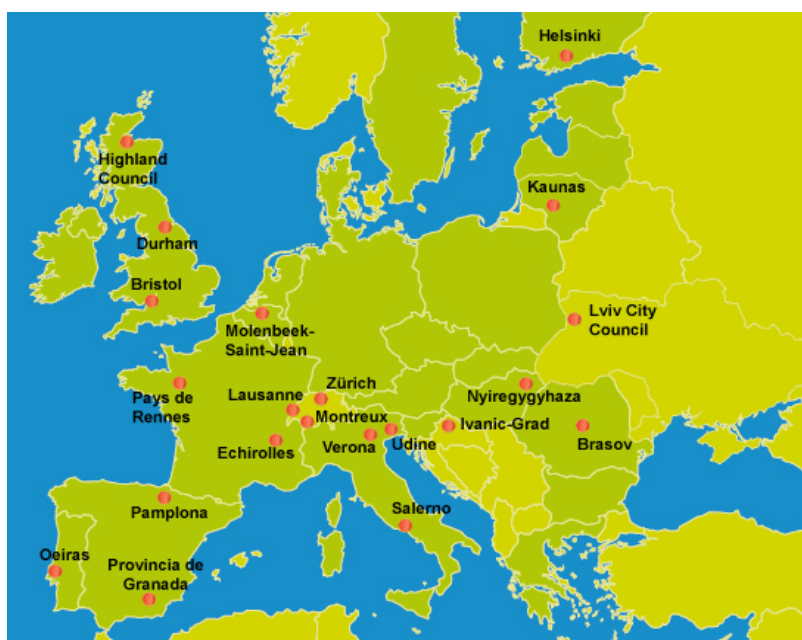 Helsinki
Highland
Council
Kaunas
Durham
Bristol
Lviv City
Council
Molenbeek-
Saint-Jean
Zürich
Pays de
Rennes
Lausanne
Nyiregygyhaza
Montreux
Ivanic-Grad
Echirolles
Verona
Udine
Brasov
Pamplona
Salerno
Oeiras
Provincia de
Granada